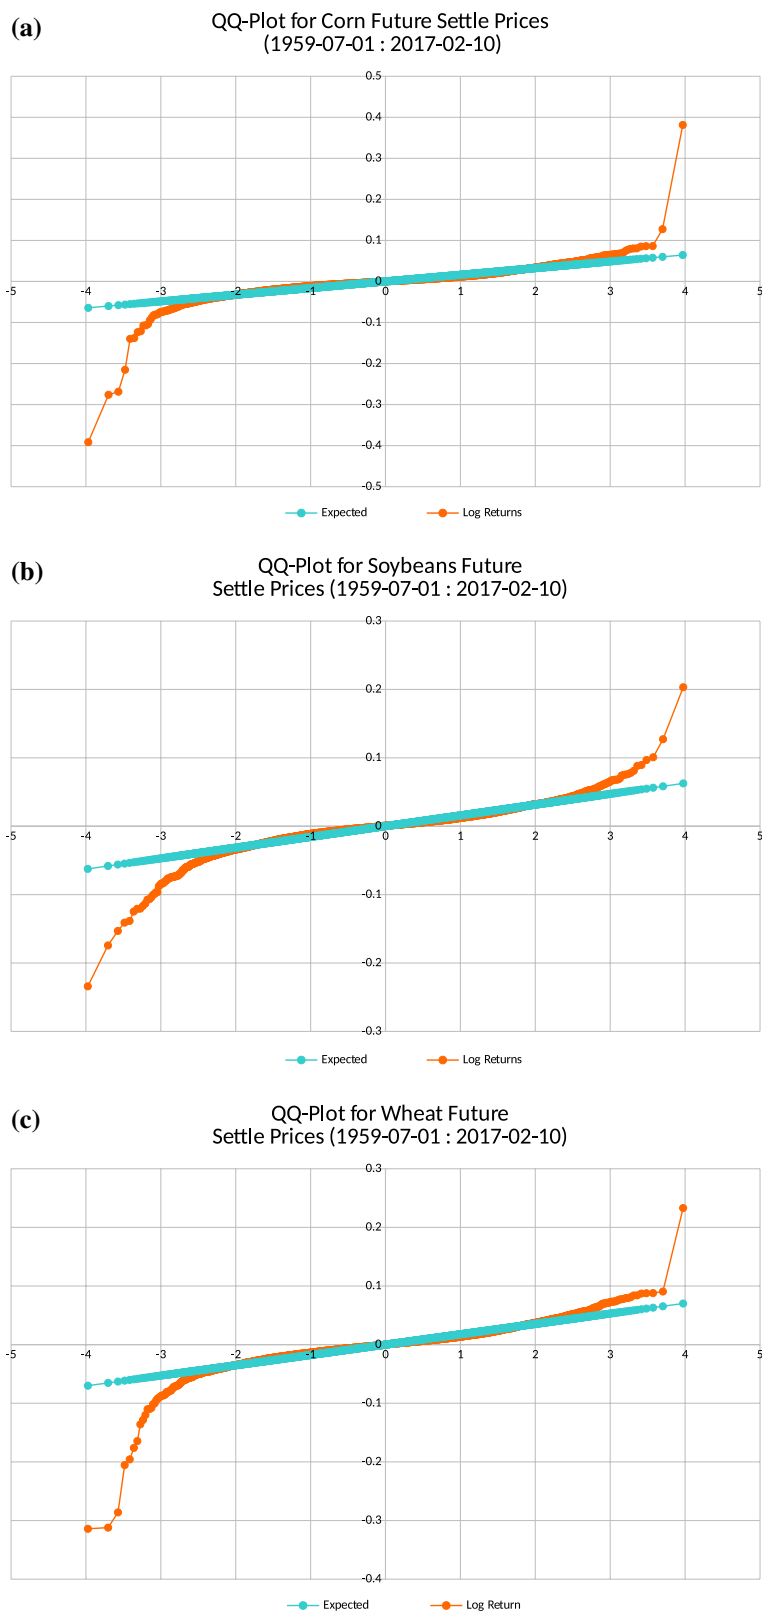 (a)
QQ-Plot for Corn Future Settle Prices
(1959-07-01 : 2017-02-10)
0.5
0.4
0.3
0.2
0.1
0
-5 -4 -3 -2 -1 0 1 2 3 4 5
-0.1
-0.2
-0.3
-0.4
-0.5
Expected Log Returns
(b)
QQ-Plot for Soybeans Future
Settle Prices (1959-07-01 : 2017-02-10)
0.3
0.2
0.1
0
-5 -4 -3 -2 -1 0 1 2 3 4 5
-0.1
-0.2
-0.3
Expected Log Returns
(c)
QQ-Plot for Wheat Future
Settle Prices (1959-07-01 : 2017-02-10)
0.3
0.2
0.1
0
-5 -4 -3 -2 -1 0 1 2 3 4 5
-0.1
-0.2
-0.3
-0.4
Expected Log Return